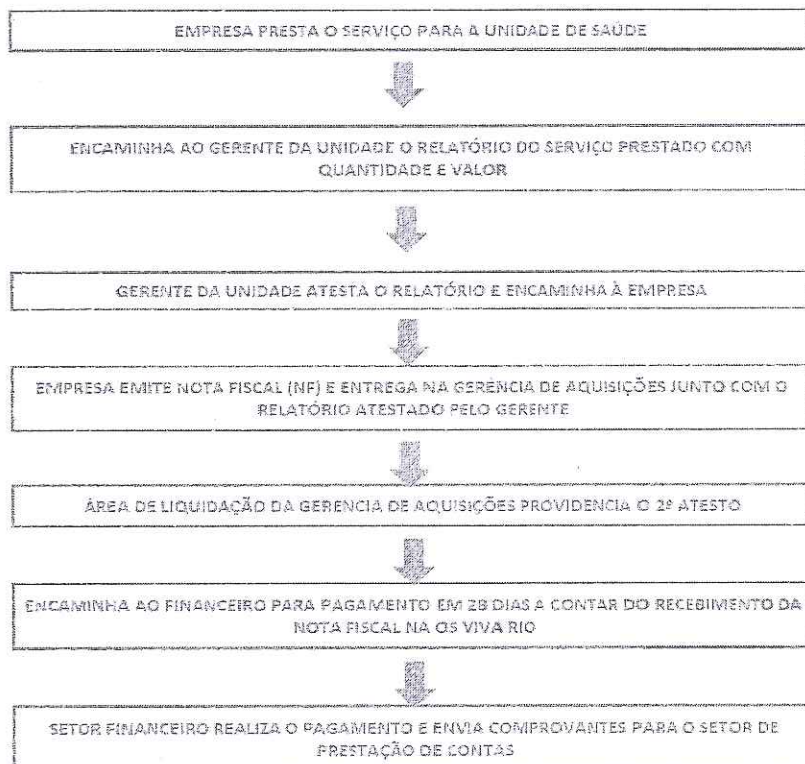 EMPRESA PRESTA O SERVIÇO PARA A UNIDADE DE SAÚDE
ENCAMINHA AO GERENTE DA UNIDADE O RELATÓRIO DO SERVIÇO PRESTADO COM
QUANTIDADE E VALOR
GERENTE DA UNIDADE ATESTA O RELATÓRIO E ENCAMINHA À EMPRESA
EMPRESA EMITE NOTA FISCAL (NF) E ENTREGA NA GERÊNCIA DE AQUISIÇÕES JUNTO COM O
RELATÓRIO ATESTADO PELO GERENTE
ÁREA DE LIQUIDAÇÃO DA GERENCIA DE AQUISIÇÕES PROVIDENCIA O 2º ATESTO
ENCAMINHA AO FINANCEIRO PARA PAGAMENTO EM 28 DIAS A CONTAR DO RECEBIMENTO DA
NOTA FISCAL NA OS VIVA RIO
SETOR FINANCEIRO REALIZA O PAGAMENTO E ENVIA COMPROVANTES PARA O SETOR DE
PRESTAÇÃO DE CONTAS